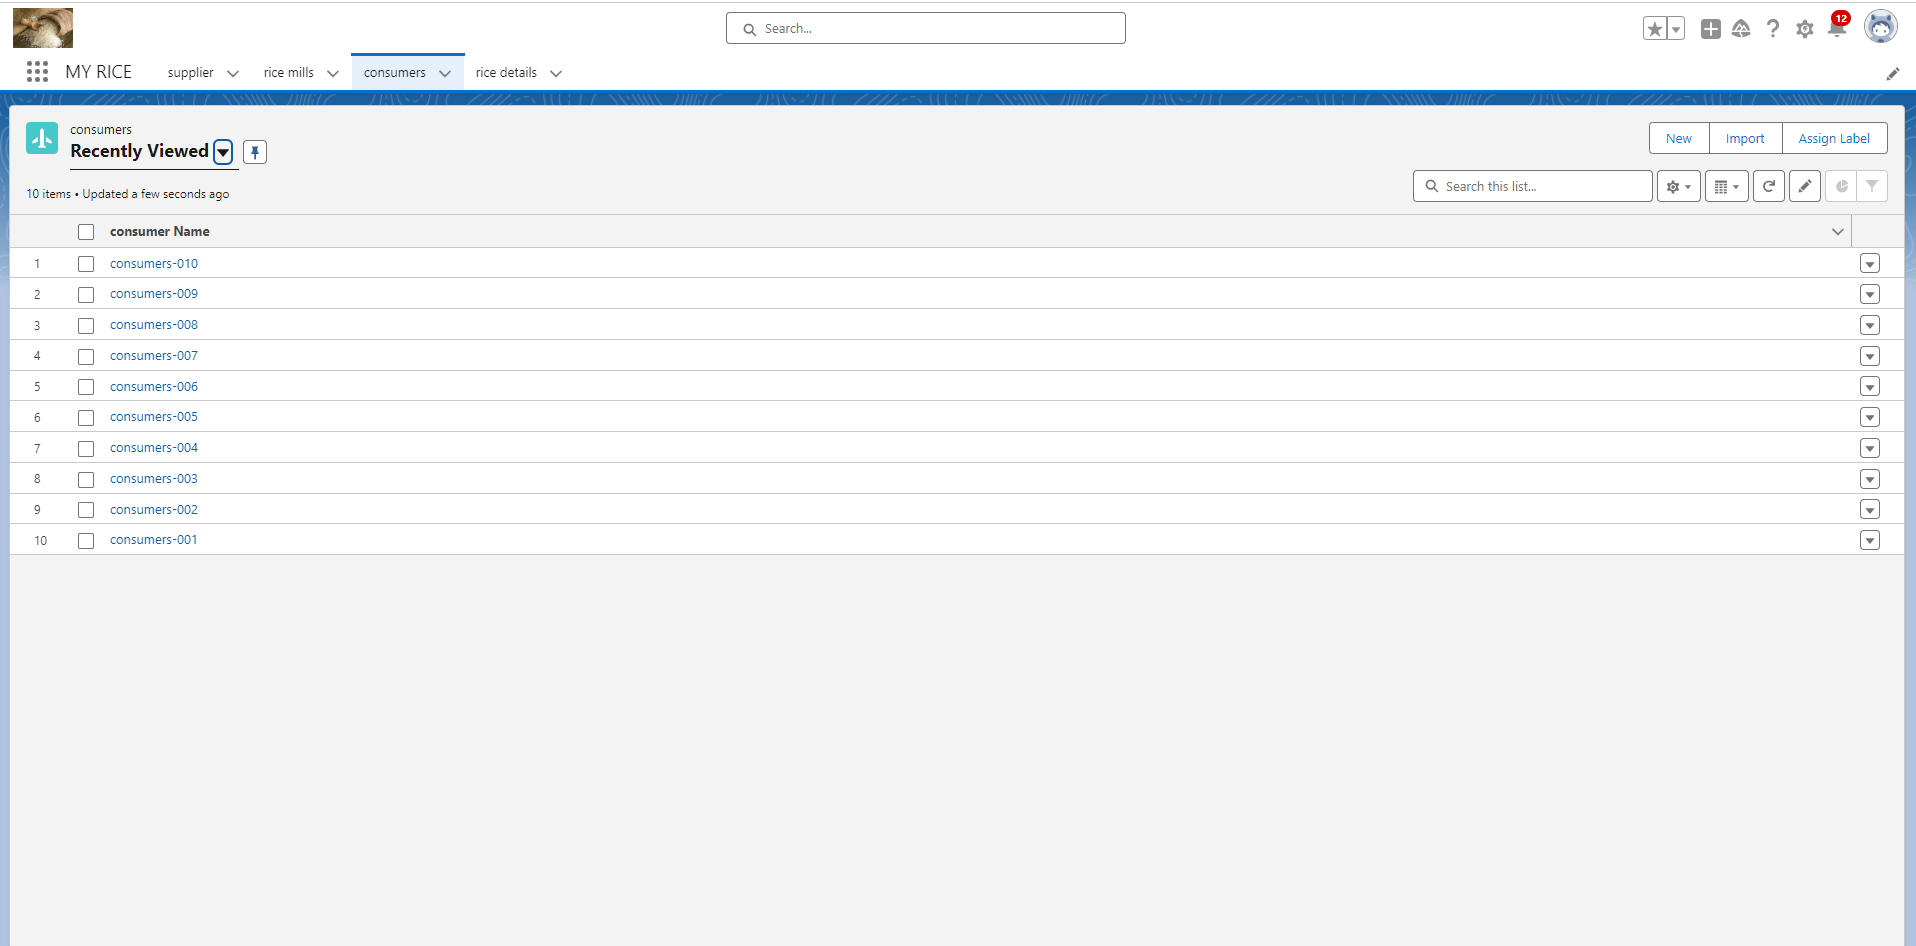 Search...
12
MY RICE
supplier
rice mills
consumers
rice details
consumers
Recently Viewed
New
Import
Assign Label
10 items • Updated a few seconds ago
Search this list...
consumer Name
1 consumers-010
2 consumers-009
3 consumers-008
4 consumers-007
5 consumers-006
6 consumers-005
7 consumers-004
8 consumers-003
9 consumers-002
10 consumers-001